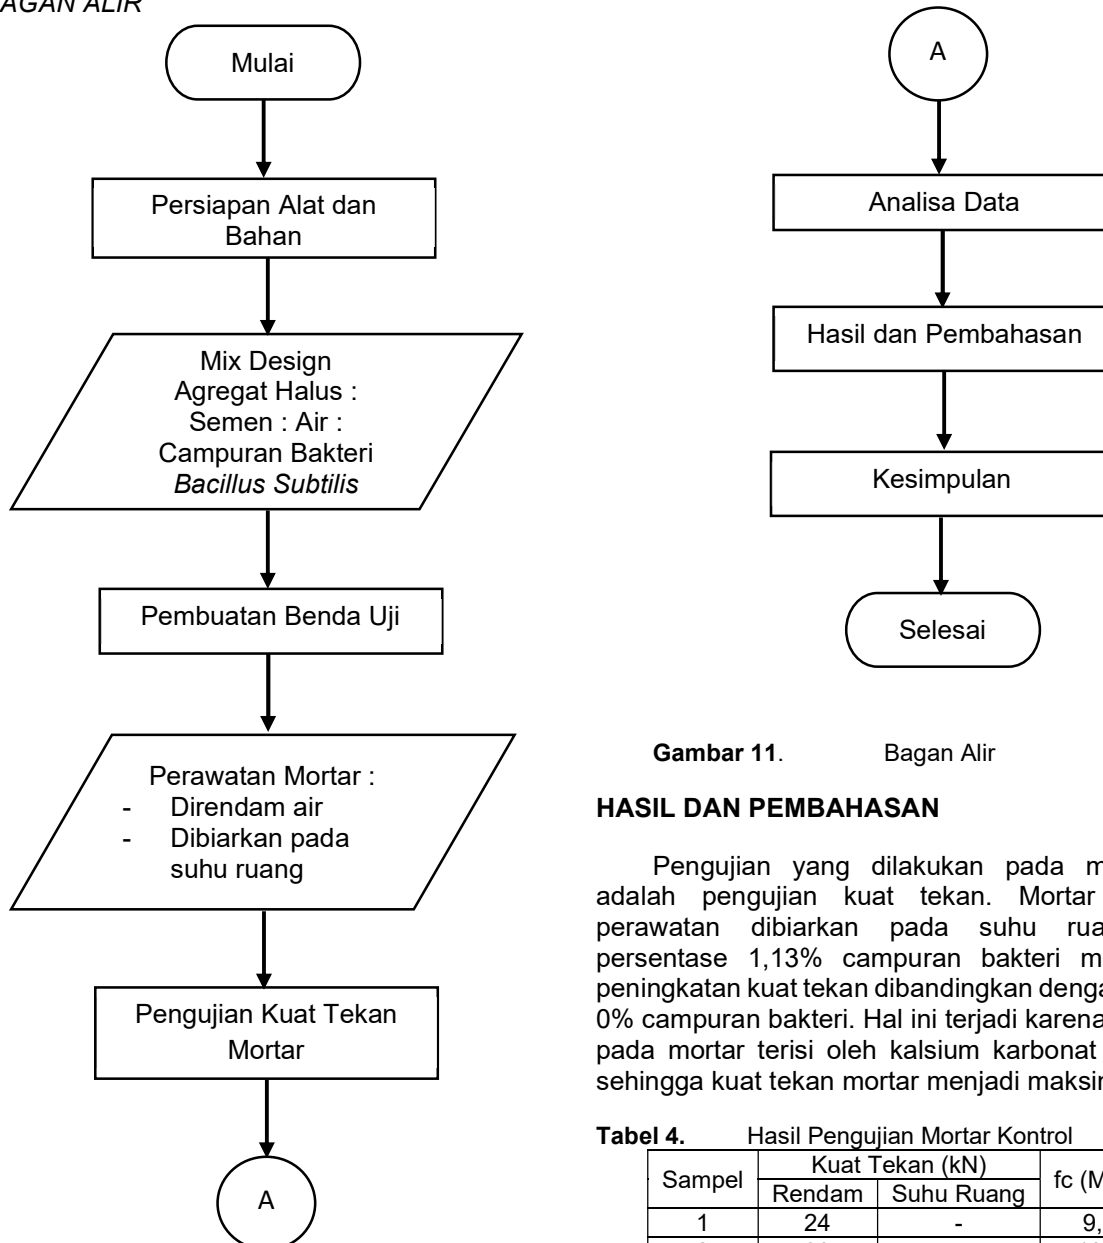 AGAN ALIR
Mulai
Persiapan Alat dan
Bahan
Mix Design
Agregat Halus :
Semen : Air :
Campuran Bakteri
Bacillus Subtilis
Pembuatan Benda Uji
Perawatan Mortar :
- Direndam air
- Dibiarkan pada
suhu ruang
Pengujian Kuat Tekan
Mortar
A
A
Analisa Data
Hasil dan Pembahasan
Kesimpulan
Selesai
Gambar 11. Bagan Alir
HASIL DAN PEMBAHASAN
Pengujian yang dilakukan pada m
adalah pengujian kuat tekan. Mortar
perawatan dibiarkan pada suhu rua
persentase 1,13% campuran bakteri m
peningkatan kuat tekan dibandingkan denga
0% campuran bakteri. Hal ini terjadi karena
pada mortar terisi oleh kalsium karbonat
sehingga kuat tekan mortar menjadi maksi
Tabel 4. Hasil Pengujian Mortar Kontrol
Sampel Kuat Tekan (kN) fc (M
Rendam Suhu Ruang
1 24 - 9,